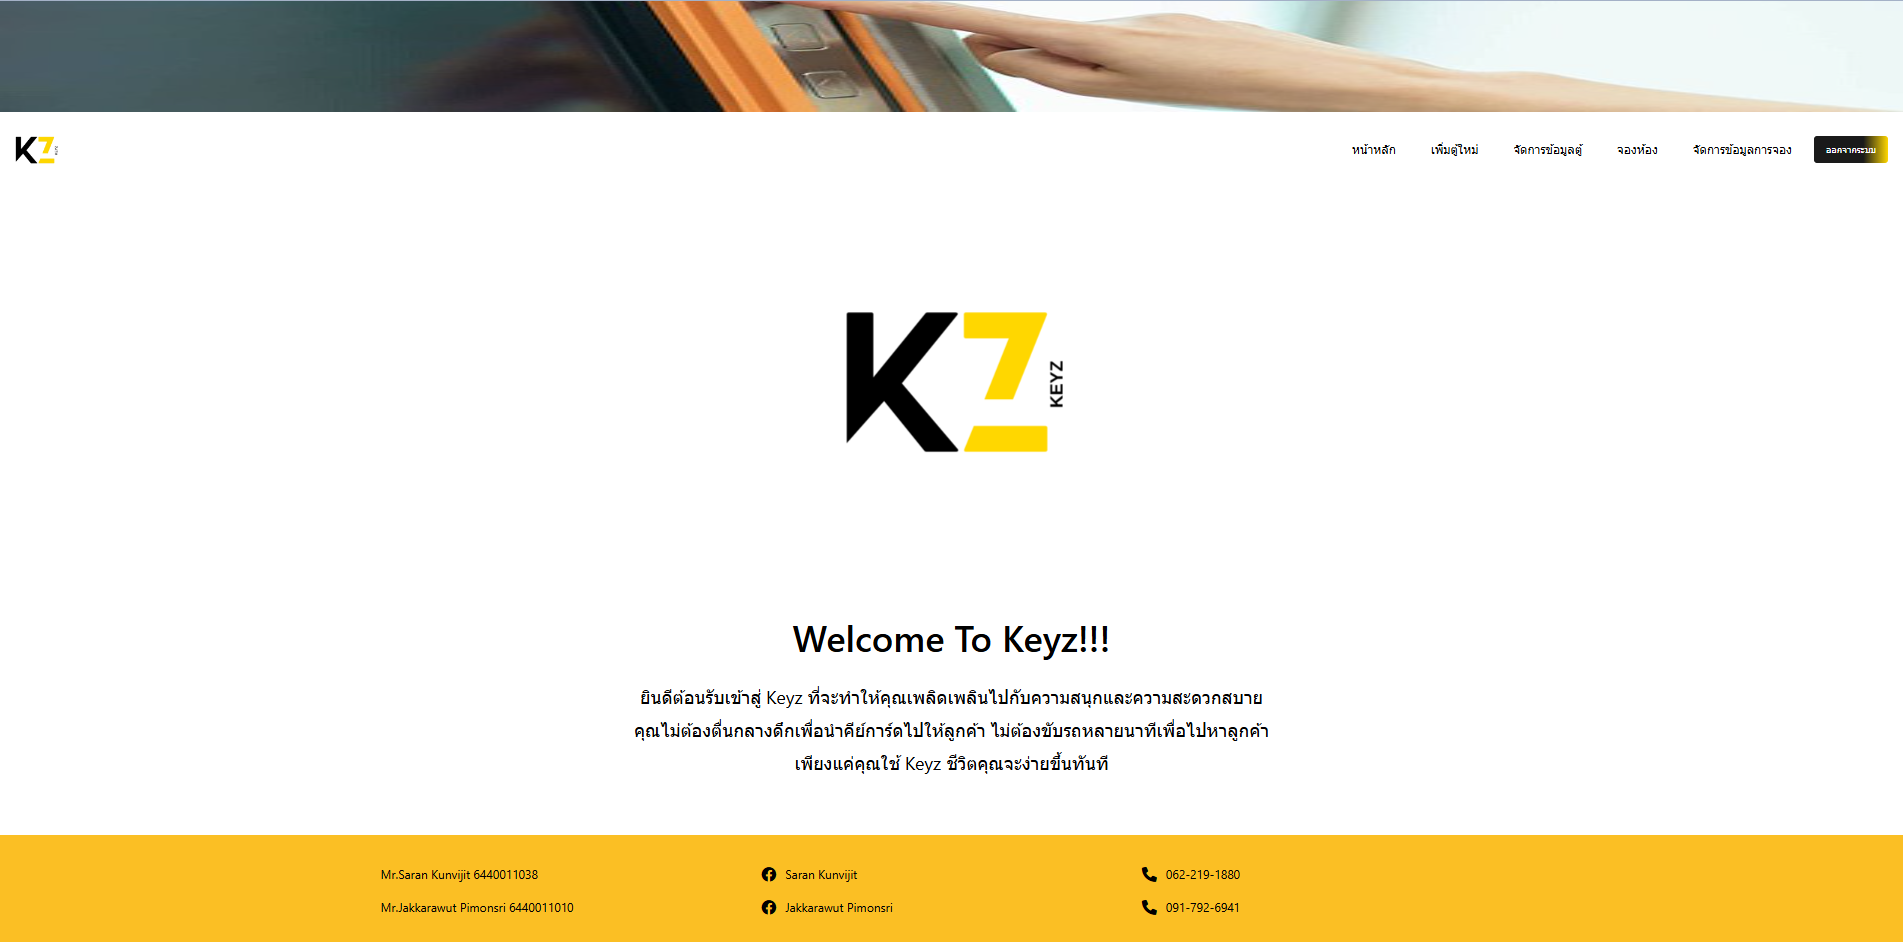 KZ
หน้าหลัก เพิ่มตู้ใหม่ จัดการข้อมูลตู้ จองห้อง จัดการข้อมูลการจอง ออกจากระบบ
KZ
KEYZ
Welcome To Keyz!!!
ยินดีต้อนรับเข้าสู่ Keyz ที่จะทำให้คุณเพลิดเพลินไปกับความสนุกและความสะดวกสบาย
คุณไม่ต้องตื่นกลางดึกเพื่อนำคีย์การ์ดไปให้ลูกค้า ไม่ต้องขับรถหลายนาทีเพื่อไปหาลูกค้า
เพียงแค่คุณใช้ Keyz ชีวิตคุณจะง่ายขึ้นทันที
Mr.Saran Kunvijit 6440011038 Saran Kunvijit 062-219-1880
Mr.Jakkarawut Pimonsri 6440011010 Jakkarawut Pimonsri 091-792-6941